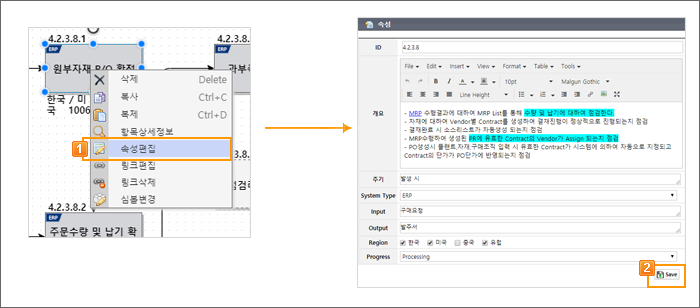 4.2.3.8.1
ERP
원부자재 P/O 확정
한국 / 미
국 1006
삭제 Delete
복사 Ctrl+C
복제 Ctrl+D
항목상세정보
1
속성편집
링크편집
링크삭제
심볼변경
4.2.3.8.2
ERP
주문수량 및 납기 확
속성
ID 4.2.3.8
개요
File Edit Insert View Format Table Tools
B I 10pt Malgun Gothic
Line Height
- MRP 수행결과에 대하여 MRP List를 통해 수량 및 납기에 대하여 점검한다.
- 자재에 대하여 Vendor별 Contract를 생성하여 결재진행이 정상적으로 진행되는지 점검
- 결재완료 시 소스리스트가 자동생성 되는지 점검
- MRP수행하여 생성된 PR에 유효한 Contract의 Vendor가 Assign 되는지 점검
- PO생성시 플랜트,자재,구매조직 입력 시 유효한 Contract가 시스템에 의하여 자동으로 지정되고
Contract의 단가가 PO단가에 반영되는지 점검
주기 발생 시
System Type ERP
Input 구매요청
Output 발주서
Region 한국 미국 중국 유럽
Progress Processing
2
Save